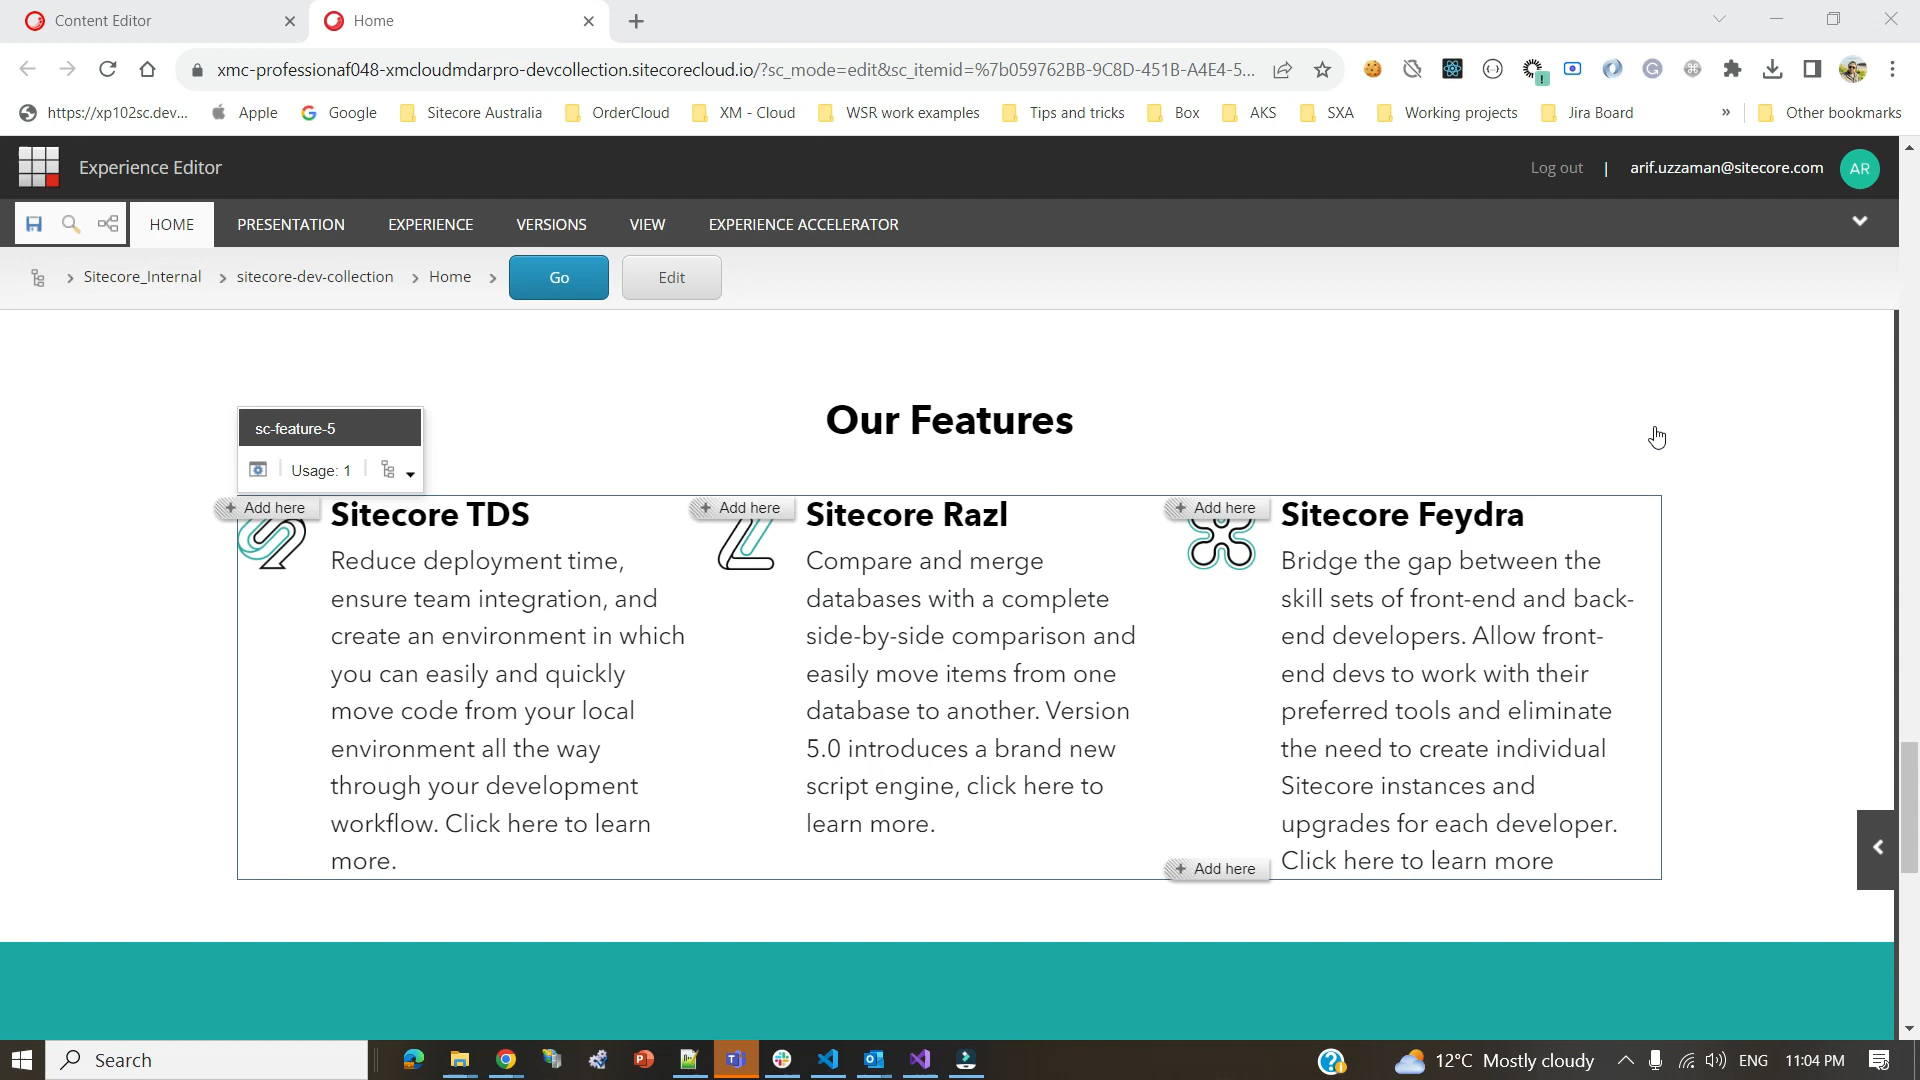 Content Editor
Home
xmc-professionaf048-xmcloudmdarpro-devcollection.sitecorecloud.io/?sc_mode=edit&sc_itemid=%7b059762BB-9C8D-451B-A4E4-5...
https://xp102sc.dev...
Apple
Google
Sitecore Australia
OrderCloud
XM - Cloud
WSR work examples
Tips and tricks
Box
AKS
SXA
Working projects
Jira Board
»
Other bookmarks
Experience Editor
Log out | arif.uzzaman@sitecore.com AR
HOME
PRESENTATION
EXPERIENCE
VERSIONS
VIEW
EXPERIENCE ACCELERATOR
Sitecore_Internal
sitecore-dev-collection
Home
Go
Edit
Our Features
sc-feature-5
Usage: 1
+ Add here
Sitecore TDS
Reduce deployment time,
ensure team integration, and
create an environment in which
you can easily and quickly
move code from your local
environment all the way
through your development
workflow. Click here to learn
more.
+ Add here
Sitecore Razl
Compare and merge
databases with a complete
side-by-side comparison and
easily move items from one
database to another. Version
5.0 introduces a brand new
script engine, click here to
learn more.
+ Add here
Sitecore Feydra
Bridge the gap between the
skill sets of front-end and back-
end developers. Allow front-
end devs to work with their
preferred tools and eliminate
the need to create individual
Sitecore instances and
upgrades for each developer.
Click here to learn more
+ Add here
Search
12°C Mostly cloudy
ENG
11:04 PM